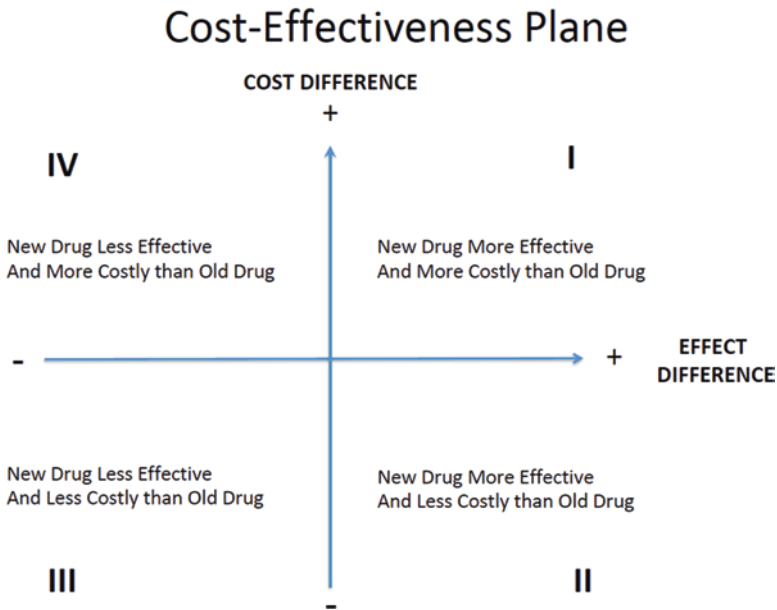 Cost-Effectiveness Plane
COST DIFFERENCE
+
IV
I
New Drug Less Effective
And More Costly than Old Drug
New Drug More Effective
And More Costly than Old Drug
-
+
EFFECT
DIFFERENCE
New Drug Less Effective
And Less Costly than Old Drug
New Drug More Effective
And Less Costly than Old Drug
III
II
-